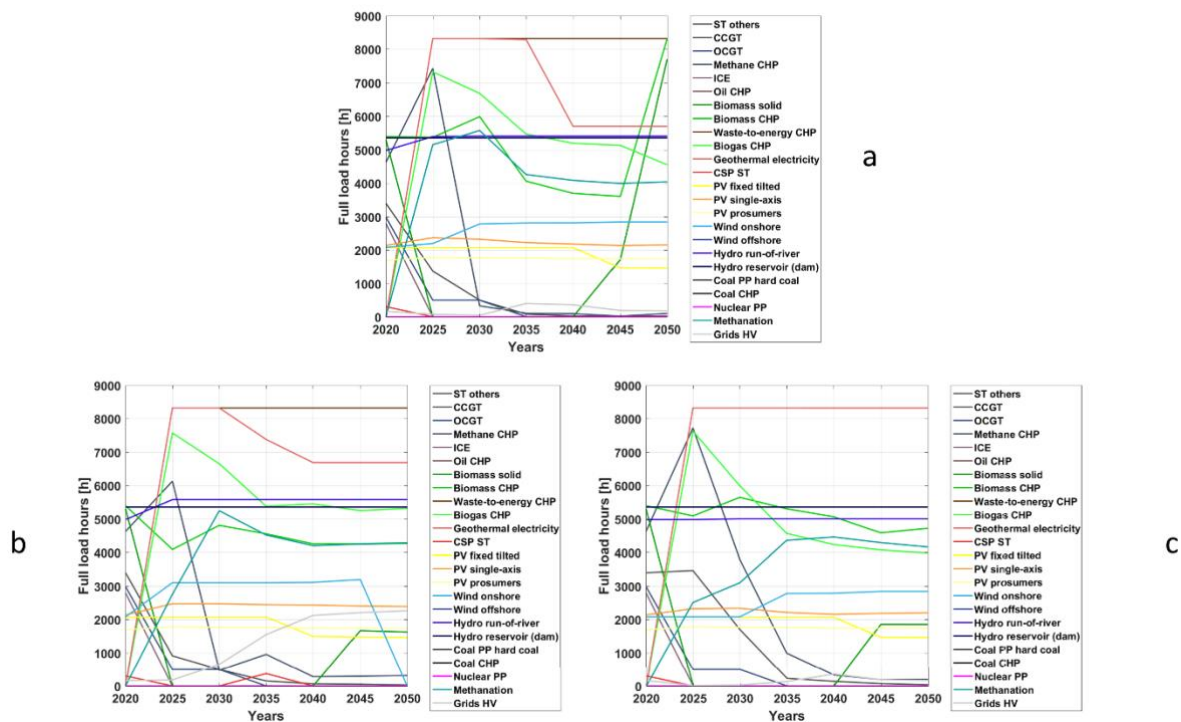 9000
8000
7000
6000
5000
4000
3000
2000
1000
0
Full load hours [h]
2020 2025 2030 2035 2040 2045 2050
Years
ST others
CCGT
OCGT
Methane CHP
ICE
Oil CHP
Biomass solid
Biomass CHP
Waste-to-energy CHP
Biogas CHP
Geothermal electricity
CSP ST
PV fixed tilted
PV single-axis
PV prosumers
Wind onshore
Wind offshore
Hydro run-of-river
Hydro reservoir (dam)
Coal PP hard coal
Coal CHP
Nuclear PP
Methanation
Grids HV
a
b
9000
8000
7000
6000
5000
4000
3000
2000
1000
0
Full load hours [h]
2020 2025 2030 2035 2040 2045 2050
Years
ST others
CCGT
OCGT
Methane CHP
ICE
Oil CHP
Biomass solid
Biomass CHP
Waste-to-energy CHP
Biogas CHP
Geothermal electricity
CSP ST
PV fixed tilted
PV single-axis
PV prosumers
Wind onshore
Wind offshore
Hydro run-of-river
Hydro reservoir (dam)
Coal PP hard coal
Coal CHP
Nuclear PP
Methanation
Grids HV
9000
8000
7000
6000
5000
4000
3000
2000
1000
0
Full load hours [h]
2020 2025 2030 2035 2040 2045 2050
Years
ST others
CCGT
OCGT
Methane CHP
ICE
Oil CHP
Biomass solid
Biomass CHP
Waste-to-energy CHP
Biogas CHP
Geothermal electricity
CSP ST
PV fixed tilted
PV single-axis
PV prosumers
Wind onshore
Wind offshore
Hydro run-of-river
Hydro reservoir (dam)
Coal PP hard coal
Coal CHP
Nuclear PP
Methanation
Grids HV
c